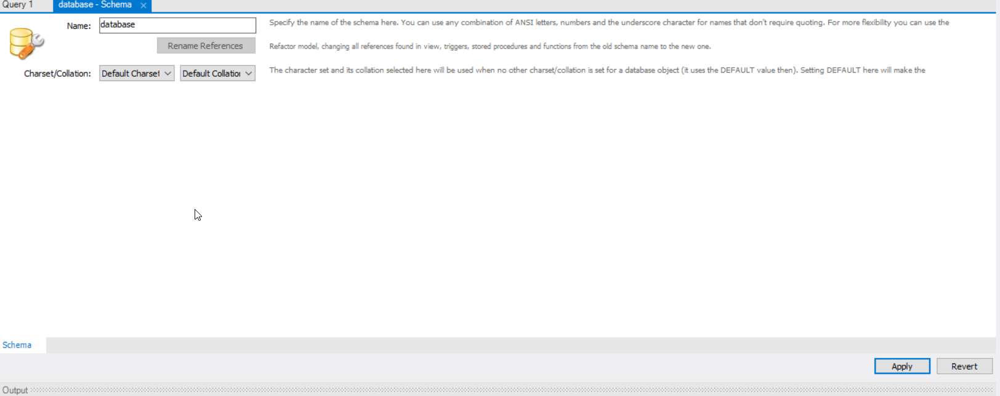 Query 1
database - Schema
Name: database
Specify the name of the schema here. You can use any combination of ANSI letters, numbers and the underscore character for names that don't require quoting. For more flexibility you can use the
Rename References
Refactor model, changing all references found in view, triggers, stored procedures and functions from the old schema name to the new one.
Charset/Collation: Default Charset Default Collation
The character set and its collation selected here will be used when no other charset/collation is set for a database object (it uses the DEFAULT value then). Setting DEFAULT here will make the
Schema
Apply
Revert
Output